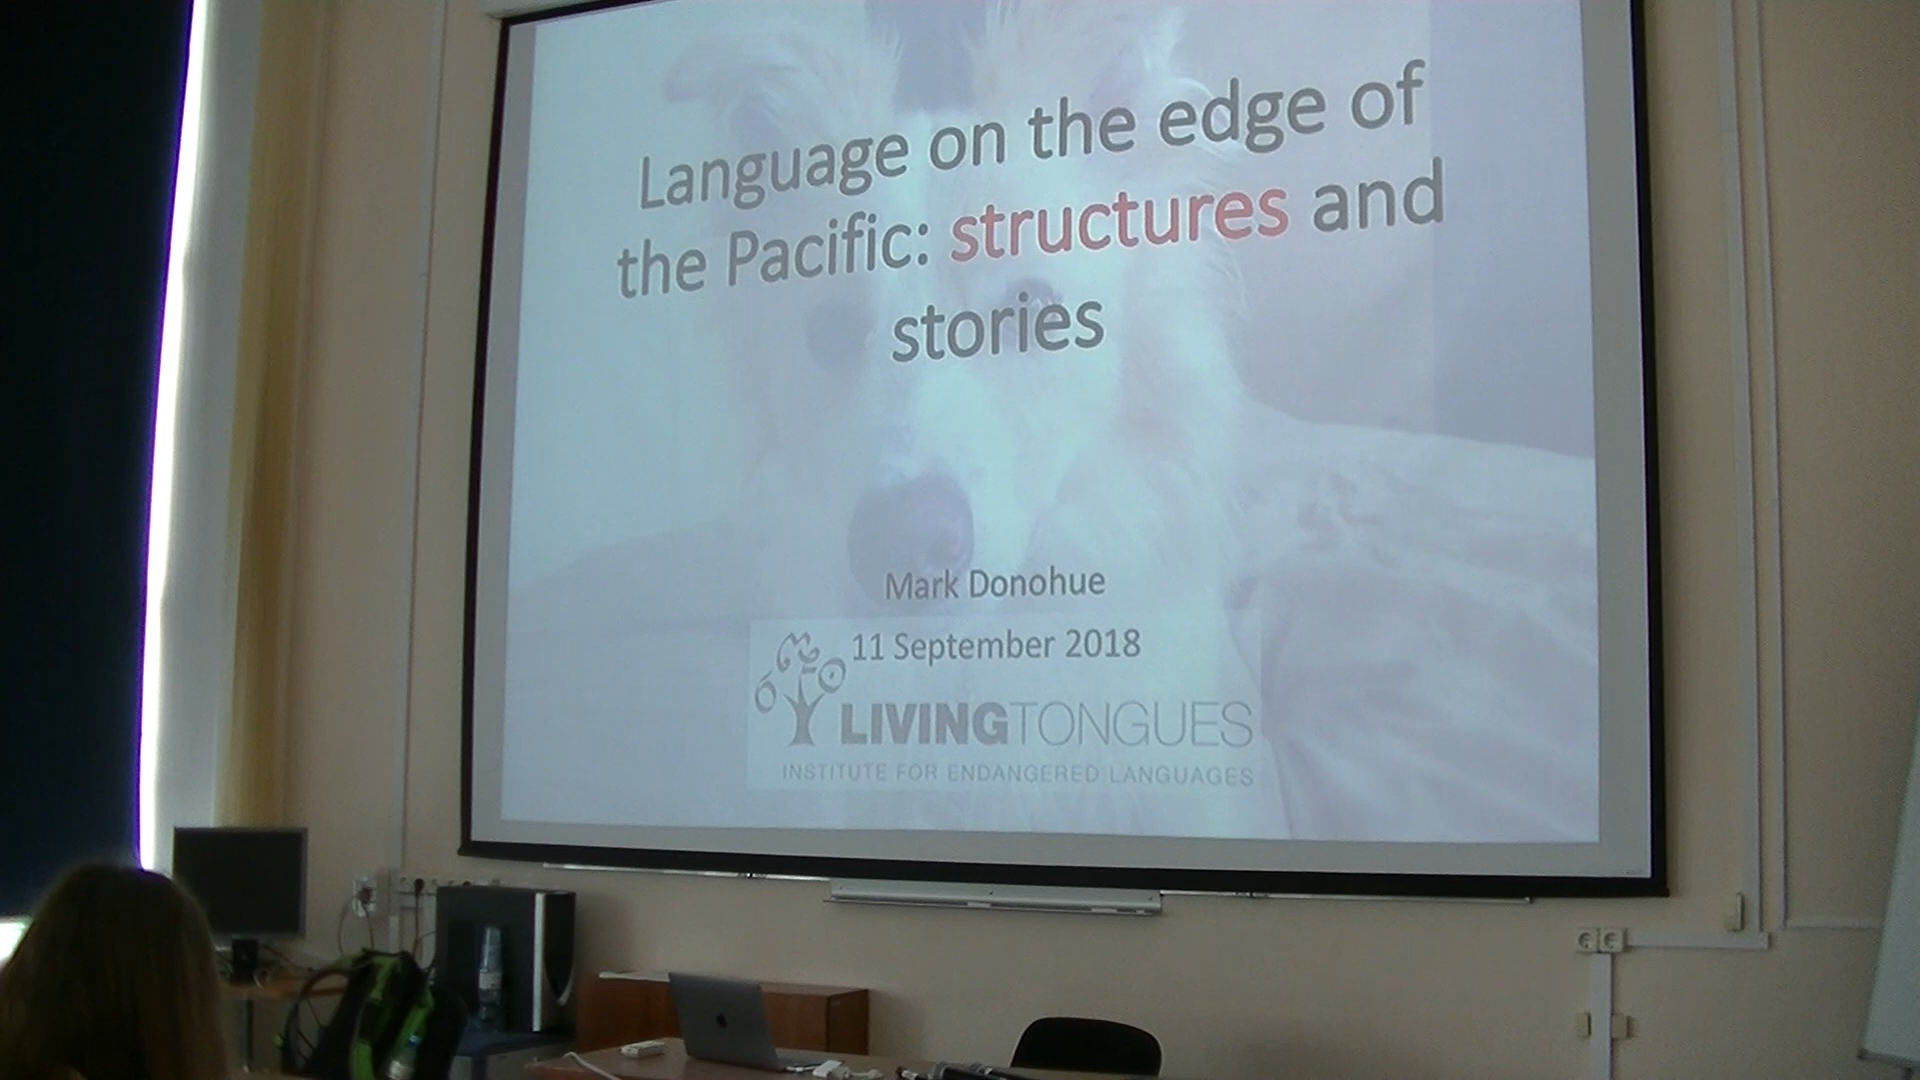 Language on the edge of
the Pacific: structures and
stories
Mark Donohue
11 September 2018
LIVINGTONGUES
INSTITUTE FOR ENDANGERED LANGUAGES